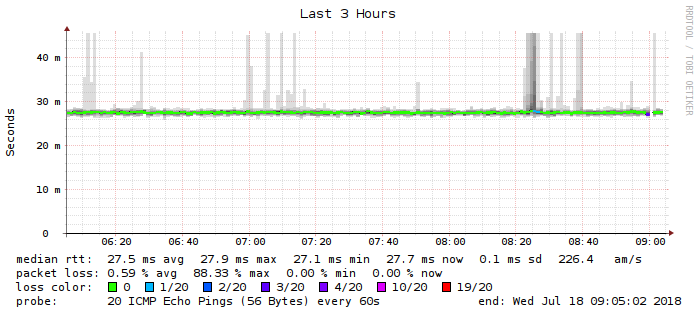 Last 3 Hours
RRDTOOL / TOBI OETIKER
Seconds
40 m
30 m
20 m
10 m
0
06:20 06:40 07:00 07:20 07:40 08:00 08:20 08:40 09:00
median rtt: 27.5 ms avg 27.9 ms max 27.1 ms min 27.7 ms now 0.1 ms sd 226.4 am/s
packet loss: 0.59 % avg 88.33 % max 0.00 % min 0.00 % now
loss color: 0 1/20 2/20 3/20 4/20 10/20 19/20
probe: 20 ICMP Echo Pings (56 Bytes) every 60s end: Wed Jul 18 09:05:02 2018